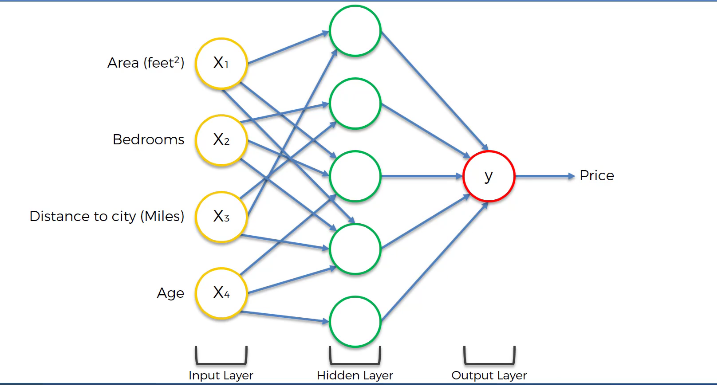 Area (feet²)
X1
Bedrooms
X2
y
Price
Distance to city (Miles)
X3
Age
X4
Input Layer
Hidden Layer
Output Layer